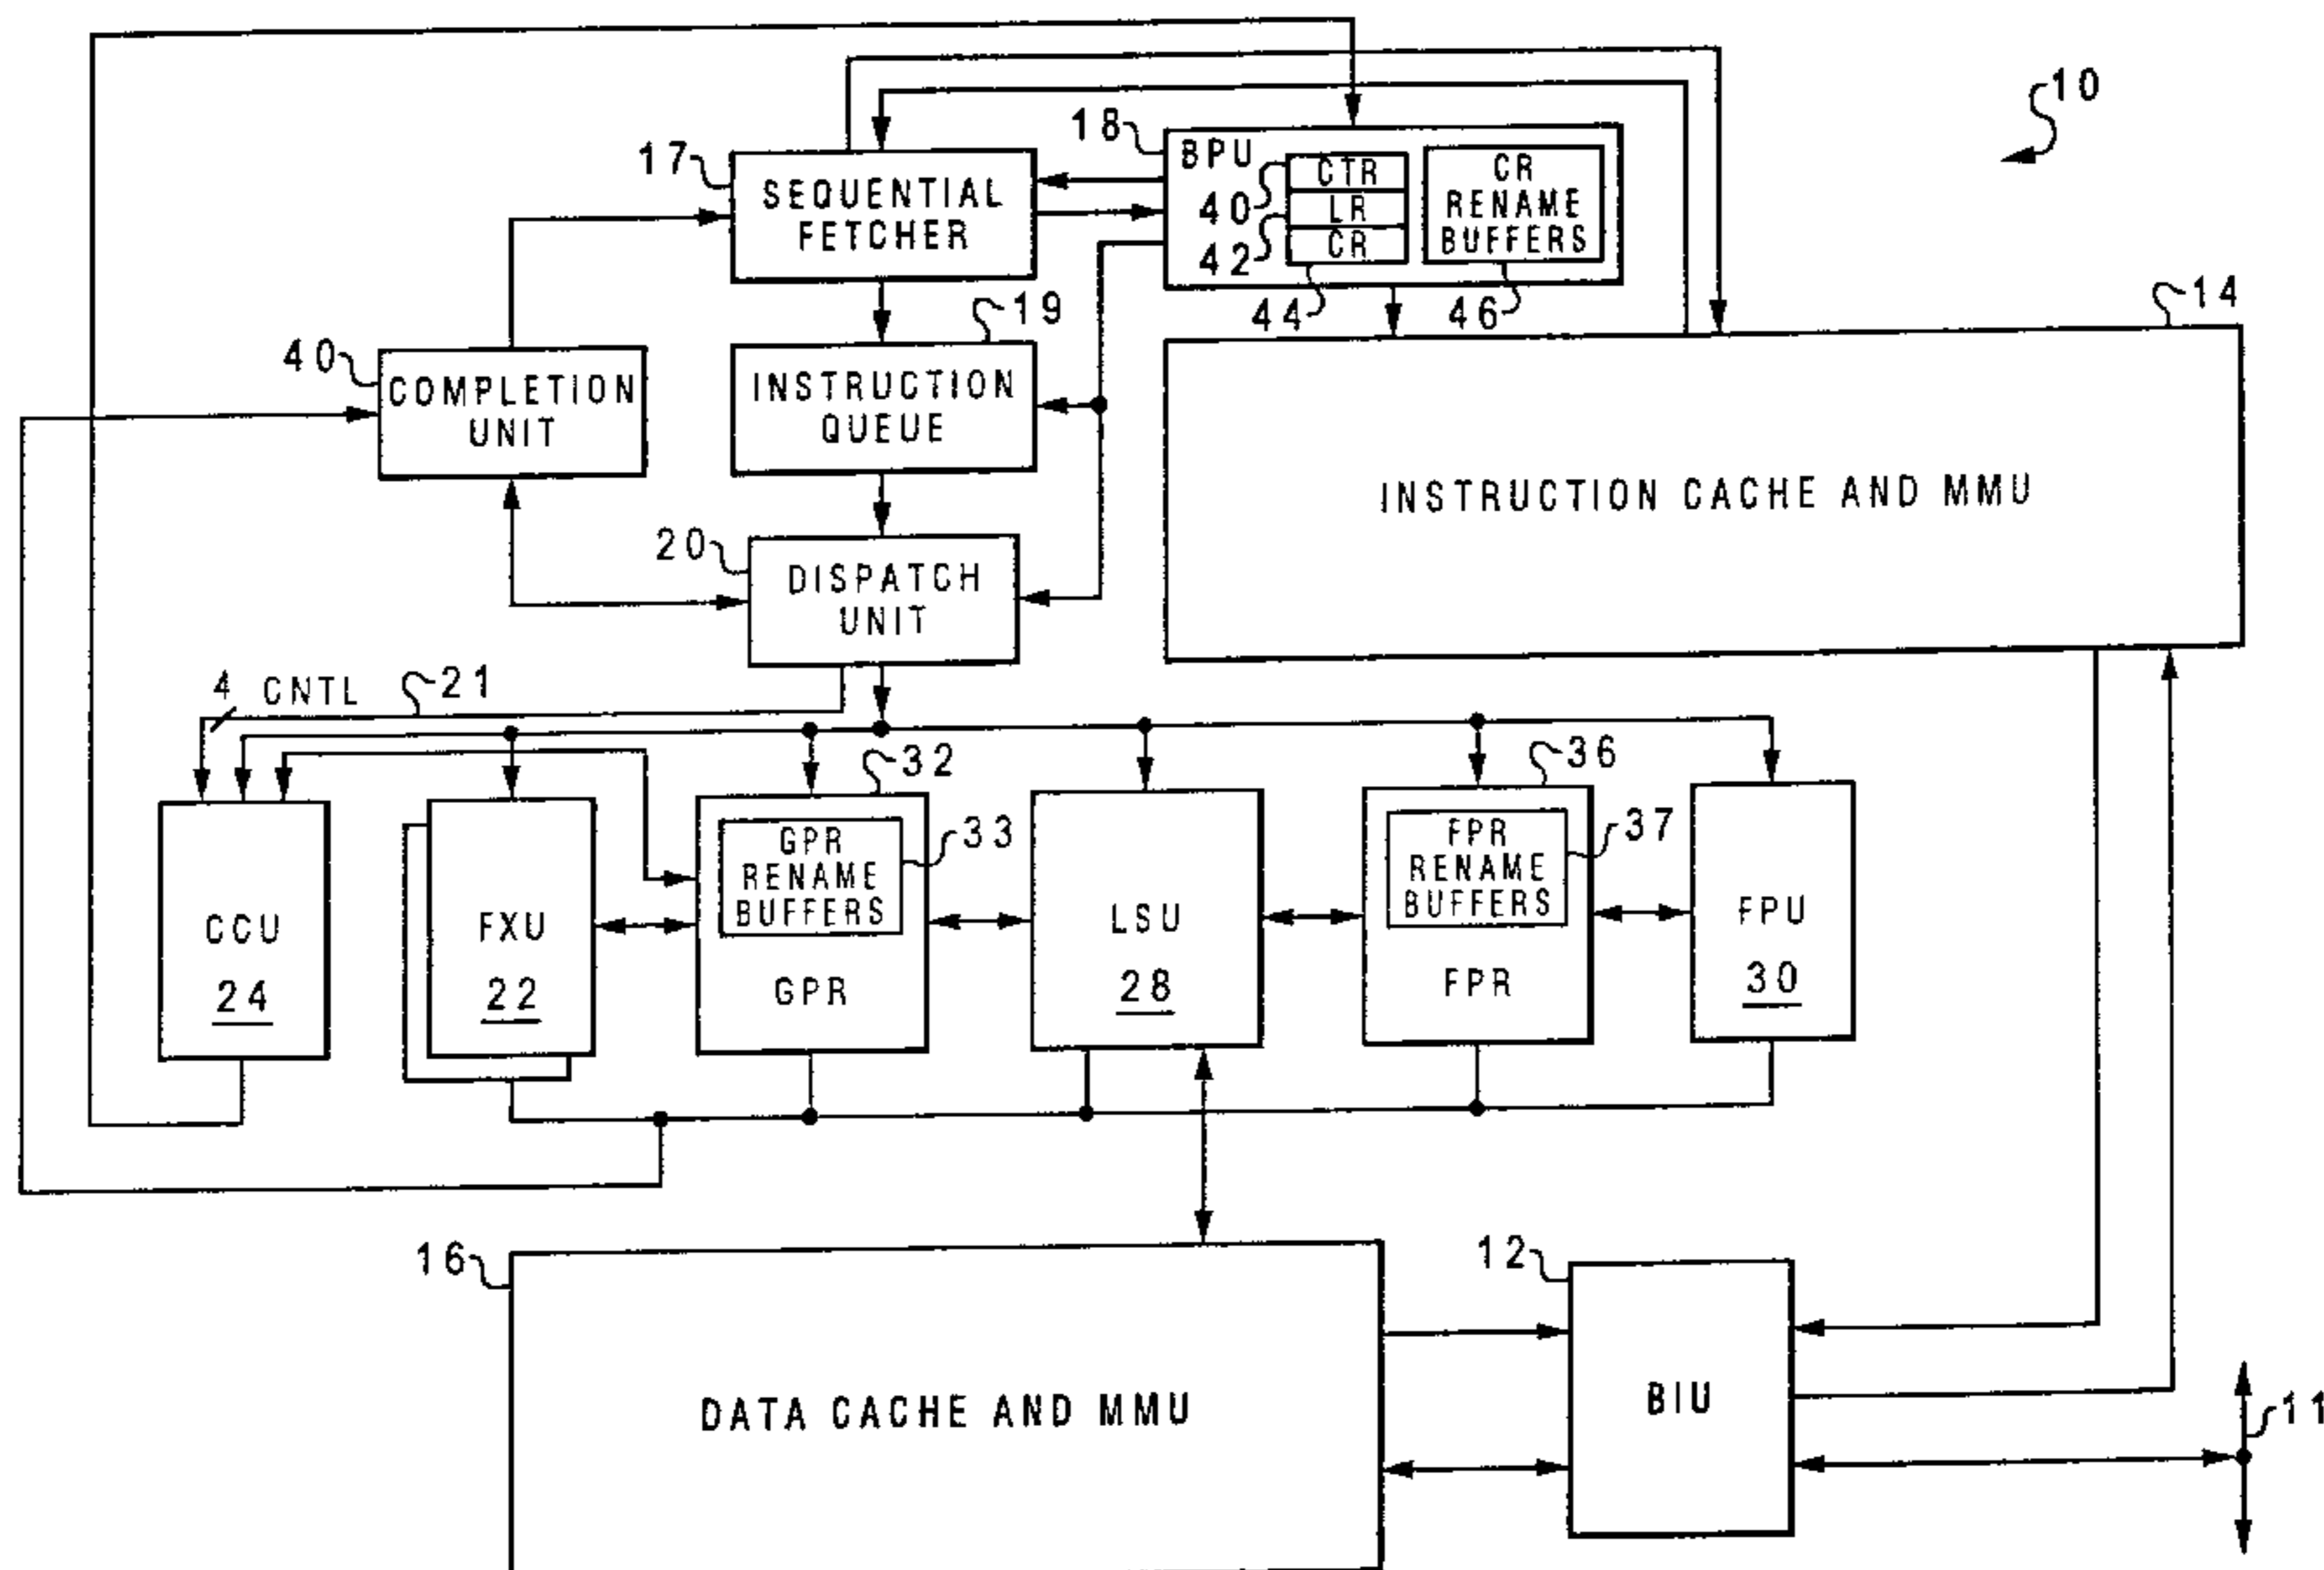 10
18
BPU
CTR
LR
CR
40
42
44
CR
RENAME
BUFFERS
46
17
SEQUENTIAL
FETCHER
19
14
40
COMPLETION
UNIT
INSTRUCTION
QUEUE
INSTRUCTION CACHE AND MMU
20
DISPATCH
UNIT
4 CNTL
21
32
36
GPR
RENAME
BUFFERS
33
FPR
RENAME
BUFFERS
37
CCU
24
FXU
22
GPR
LSU
28
FPR
FPU
30
16
12
DATA CACHE AND MMU
BIU
11